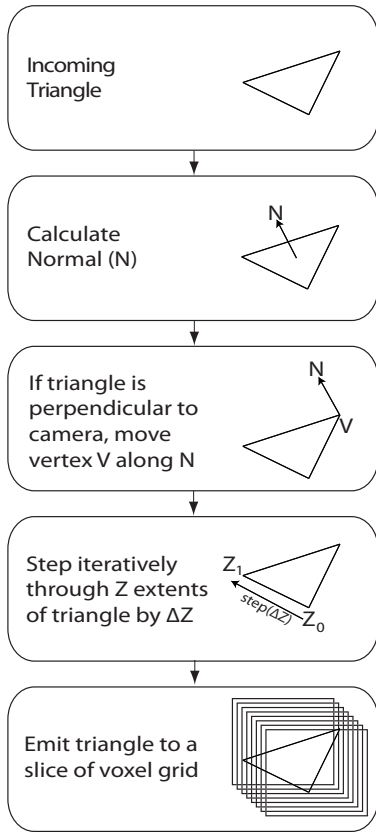 Incoming
Triangle
N
Calculate
Normal (N)
N
If triangle is
perpendicular to
camera, move
vertex V along N
V
Step iteratively
through Z extents
of triangle by ΔZ
Z1
step(ΔZ)
Z0
Emit triangle to a
slice of voxel grid